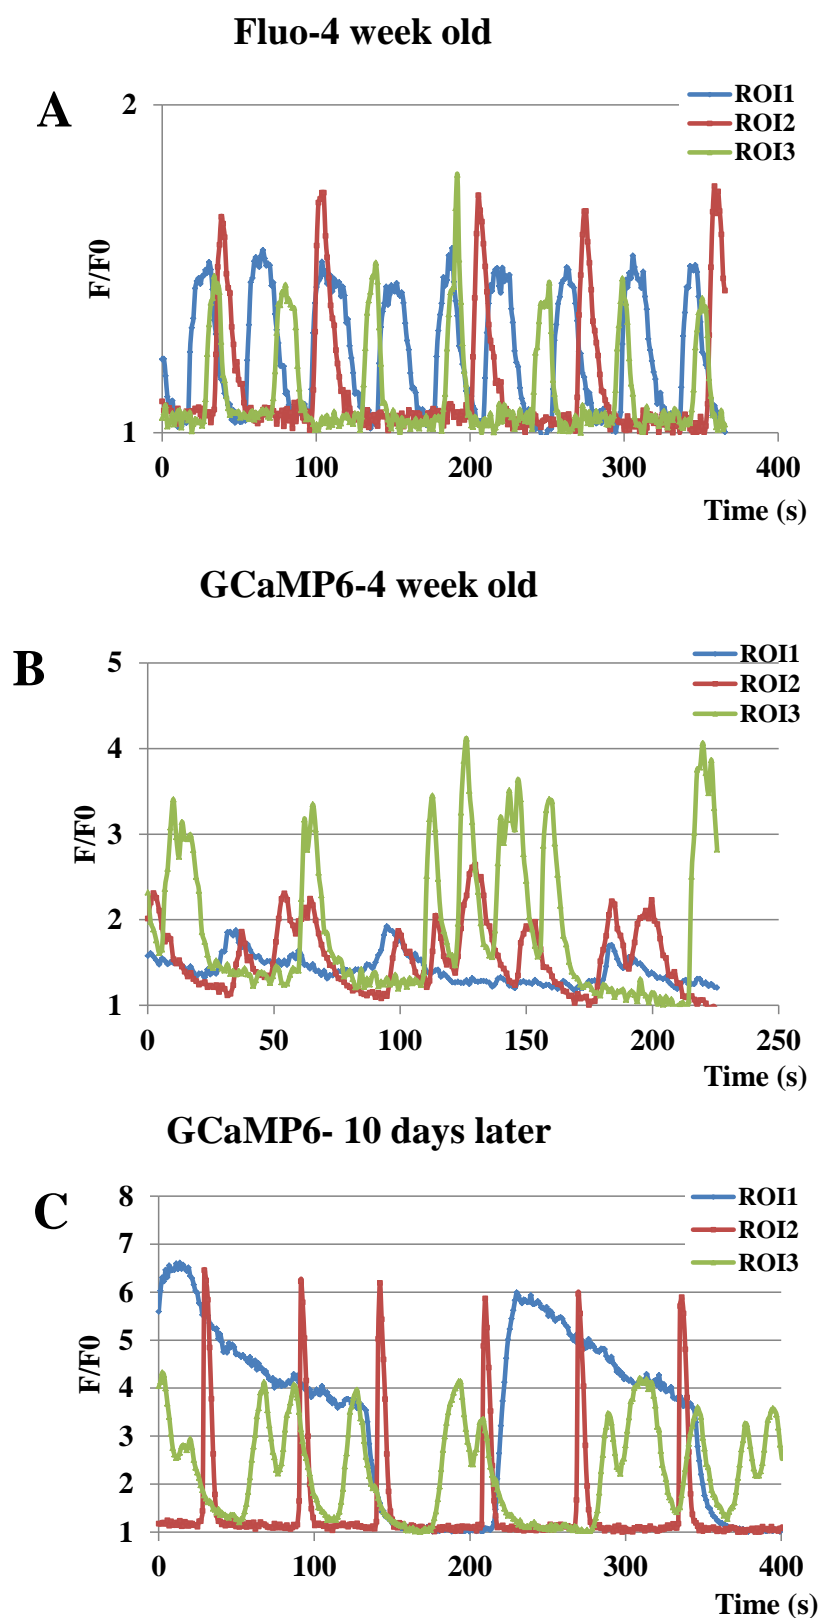 Fluo-4 week old
A
ROI1
ROI2
ROI3
2
F/F0
1
0 100 200 300 400
Time (s)
GCaMP6-4 week old
B
ROI1
ROI2
ROI3
5
4
3
F/F0
2
1
0 50 100 150 200 250
Time (s)
GCaMP6- 10 days later
C
ROI1
ROI2
ROI3
8
7
6
5
F/F0
4
3
2
1
0 100 200 300 400
Time (s)